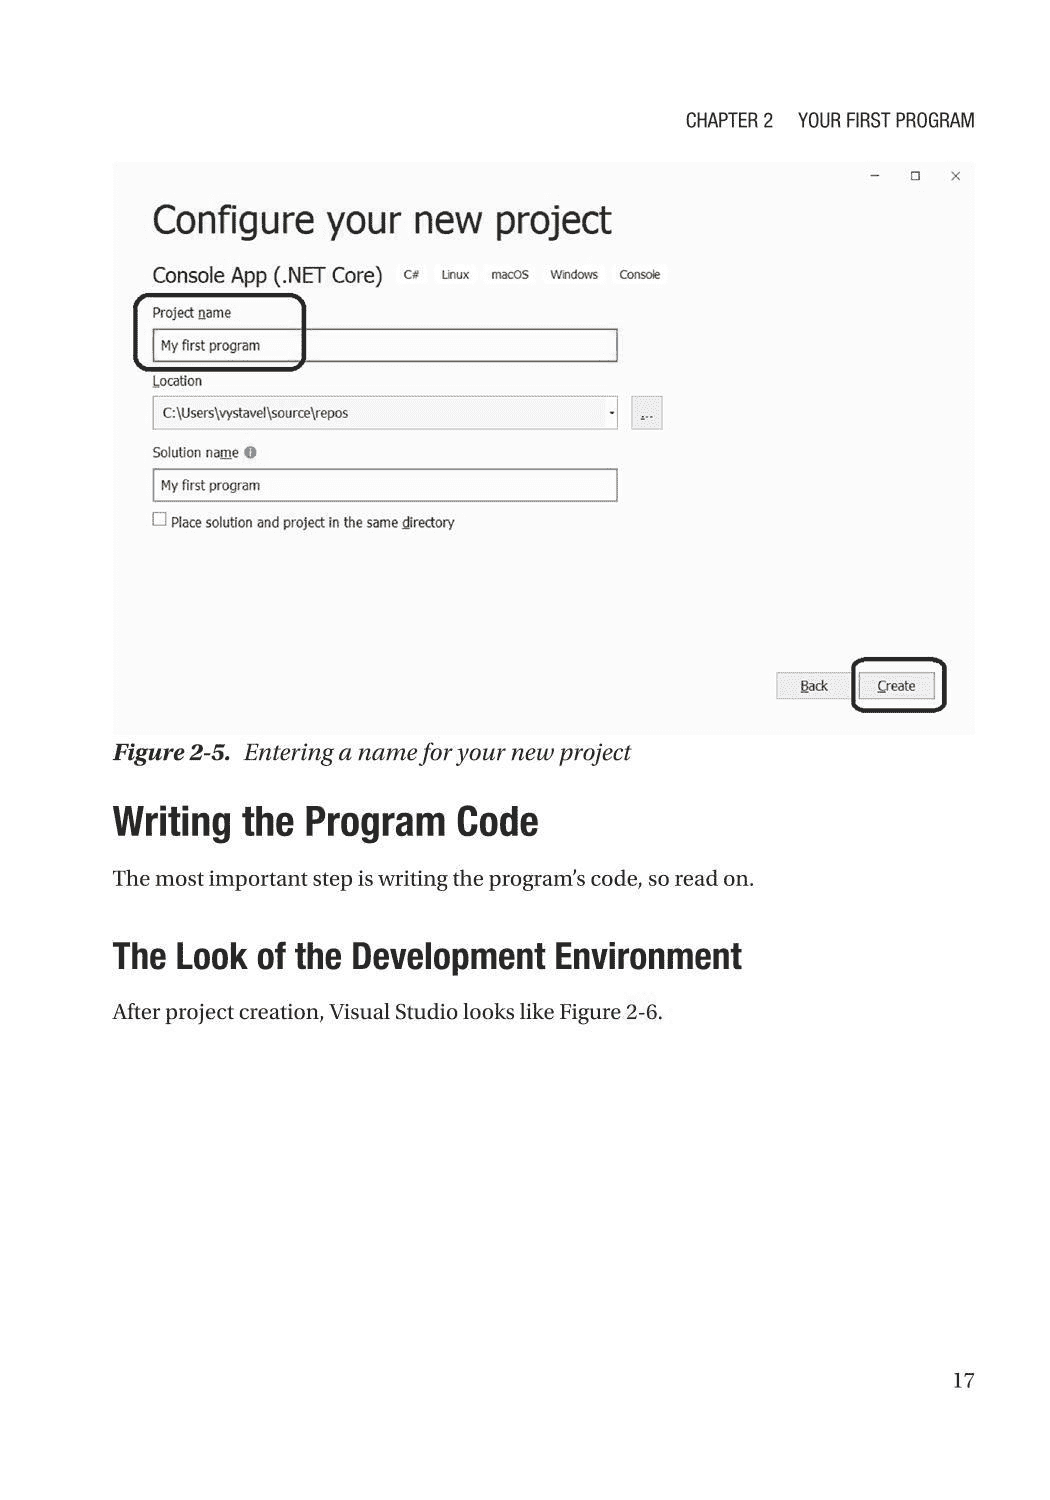 CHAPTER 2 YOUR FIRST PROGRAM
Configure your new project
Console App (.NET Core) C# Linux macOS Windows Console
Project name
My first program
Location
C:\Users\vystavel\source\repos
...
Solution name
My first program
Place solution and project in the same directory
Back Create
Figure 2-5. Entering a name for your new project
Writing the Program Code
The most important step is writing the program’s code, so read on.
The Look of the Development Environment
After project creation, Visual Studio looks like Figure 2-6.
17